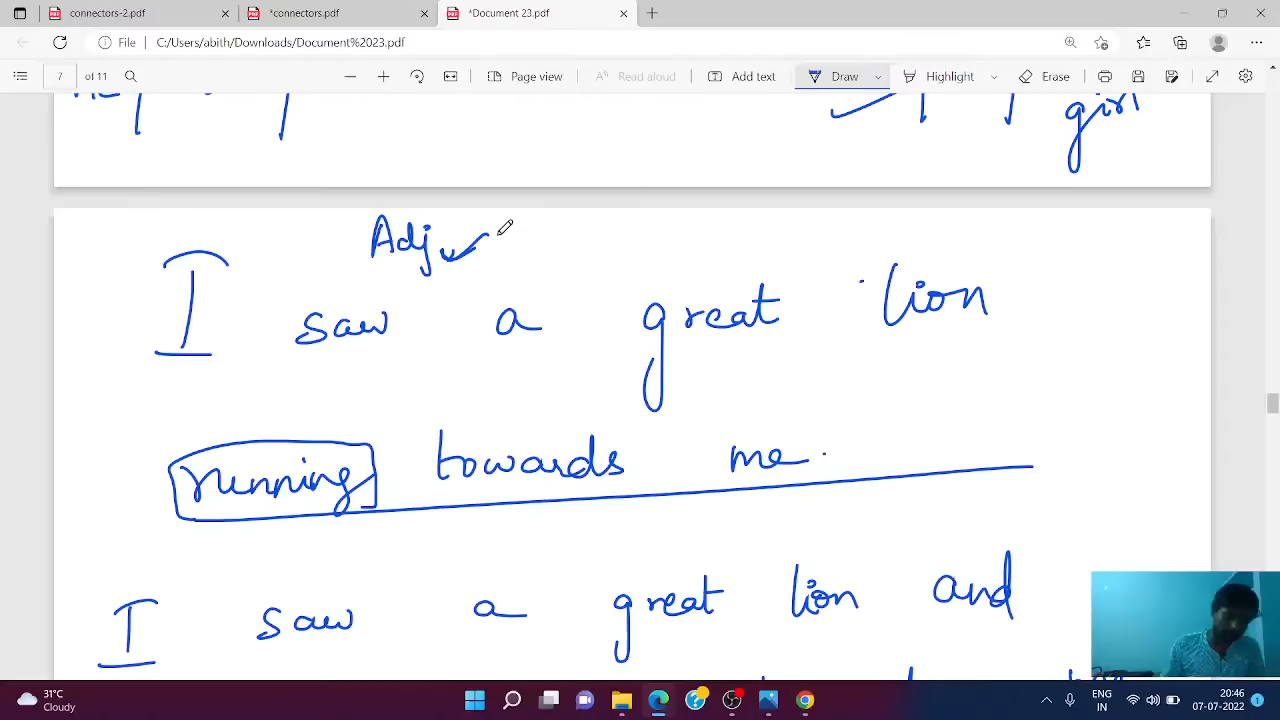 connectors-2.pdf *connectors.pdf *Document 23.pdf
File C:/Users/abith/Downloads/Document%2023.pdf
7 of 11 Page view Read aloud Add text Draw Highlight Erase
girl
Adj
I saw a great lion
running towards me.
I saw a great lion and
31°C
Cloudy
ENG
IN
20:46
07-07-2022
1